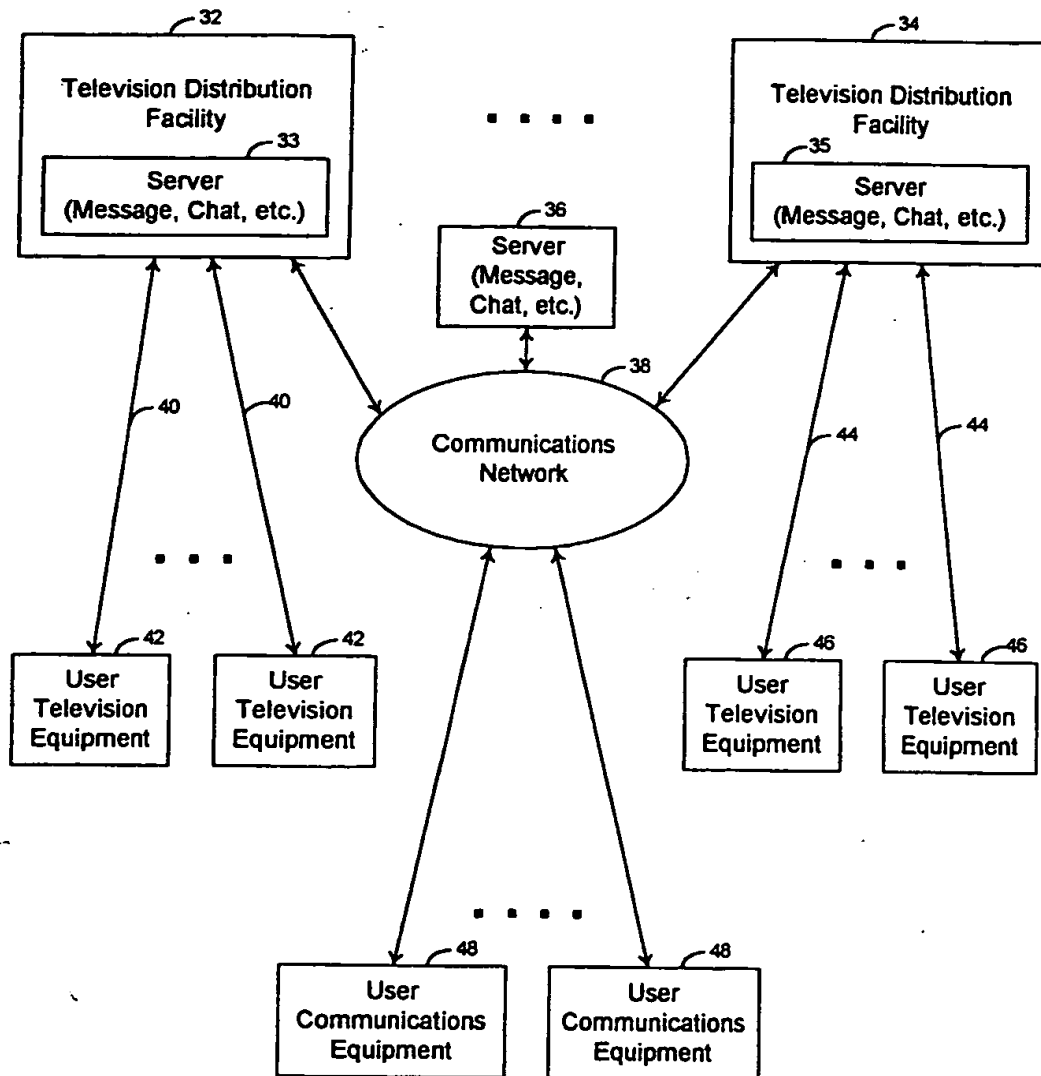 32
Television Distribution
Facility
33
Server
(Message, Chat, etc.)
34
Television Distribution
Facility
35
Server
(Message, Chat, etc.)
36
Server
(Message,
Chat, etc.)
38
Communications
Network
40
40
44
44
42
User
Television
Equipment
42
User
Television
Equipment
46
User
Television
Equipment
46
User
Television
Equipment
48
User
Communications
Equipment
48
User
Communications
Equipment